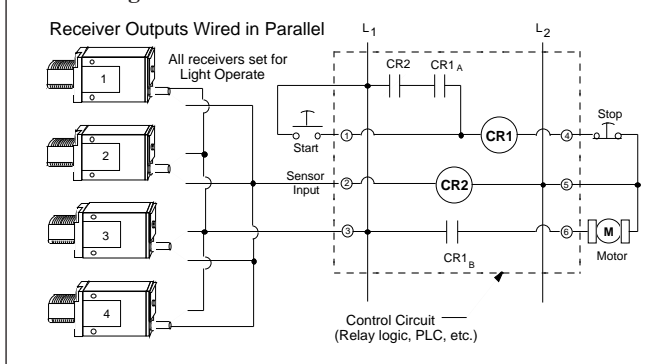 Receiver Outputs Wired in Parallel
All receivers set for
Light Operate
L1
L2
1
CR2
CR1A
Start
1
CR1
4
Stop
2
Sensor
Input
2
CR2
5
3
3
CR1B
6
M
Motor
4
Control Circuit
(Relay logic, PLC, etc.)